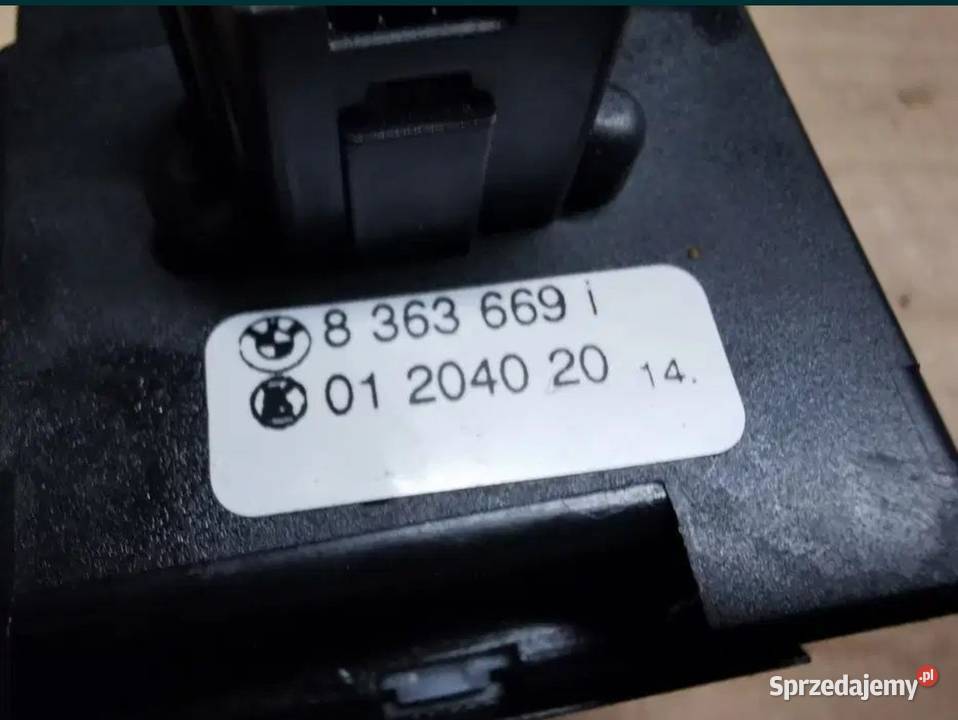 8 363 669 i
01 2040 20 14.
Sprzedajemy.pl